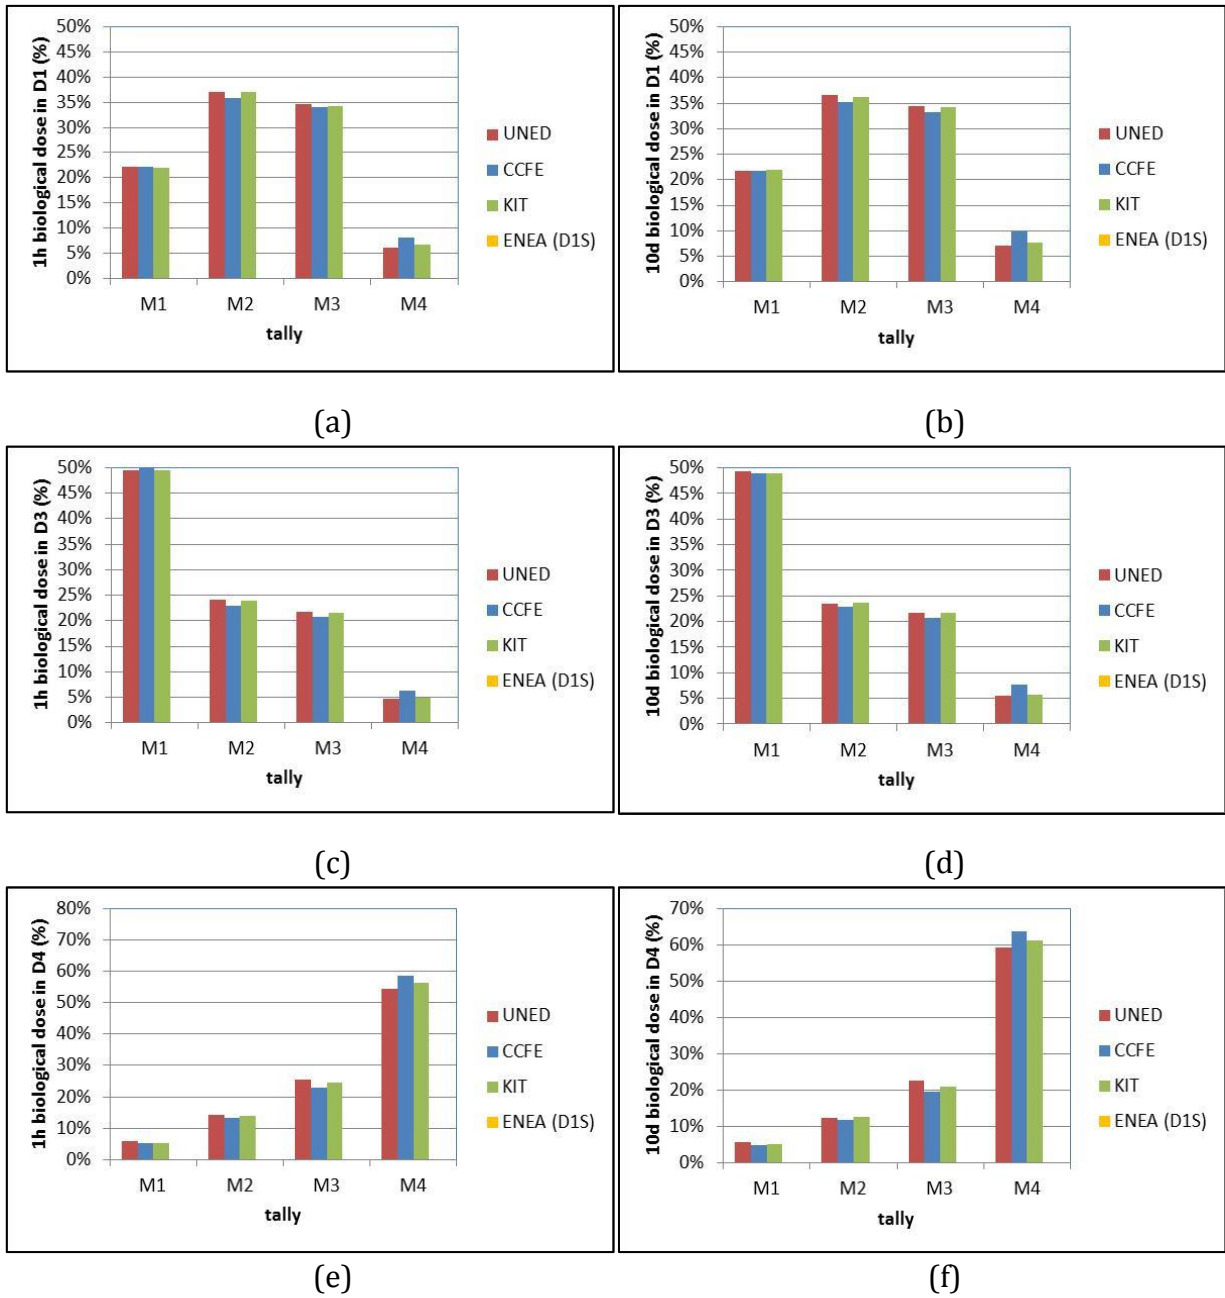 1h biological dose in D1 (%)
50%
45%
40%
35%
30%
25%
20%
15%
10%
5%
0%
M1 M2 M3 M4
tally
UNED
CCFE
KIT
ENEA (D1S)
(a)
10d biological dose in D1 (%)
50%
45%
40%
35%
30%
25%
20%
15%
10%
5%
0%
M1 M2 M3 M4
tally
UNED
CCFE
KIT
ENEA (D1S)
(b)
1h biological dose in D3 (%)
50%
45%
40%
35%
30%
25%
20%
15%
10%
5%
0%
M1 M2 M3 M4
tally
UNED
CCFE
KIT
ENEA (D1S)
(c)
10d biological dose in D3 (%)
50%
45%
40%
35%
30%
25%
20%
15%
10%
5%
0%
M1 M2 M3 M4
tally
UNED
CCFE
KIT
ENEA (D1S)
(d)
1h biological dose in D4 (%)
80%
70%
60%
50%
40%
30%
20%
10%
0%
M1 M2 M3 M4
tally
UNED
CCFE
KIT
ENEA (D1S)
(e)
10d biological dose in D4 (%)
70%
60%
50%
40%
30%
20%
10%
0%
M1 M2 M3 M4
tally
UNED
CCFE
KIT
ENEA (D1S)
(f)